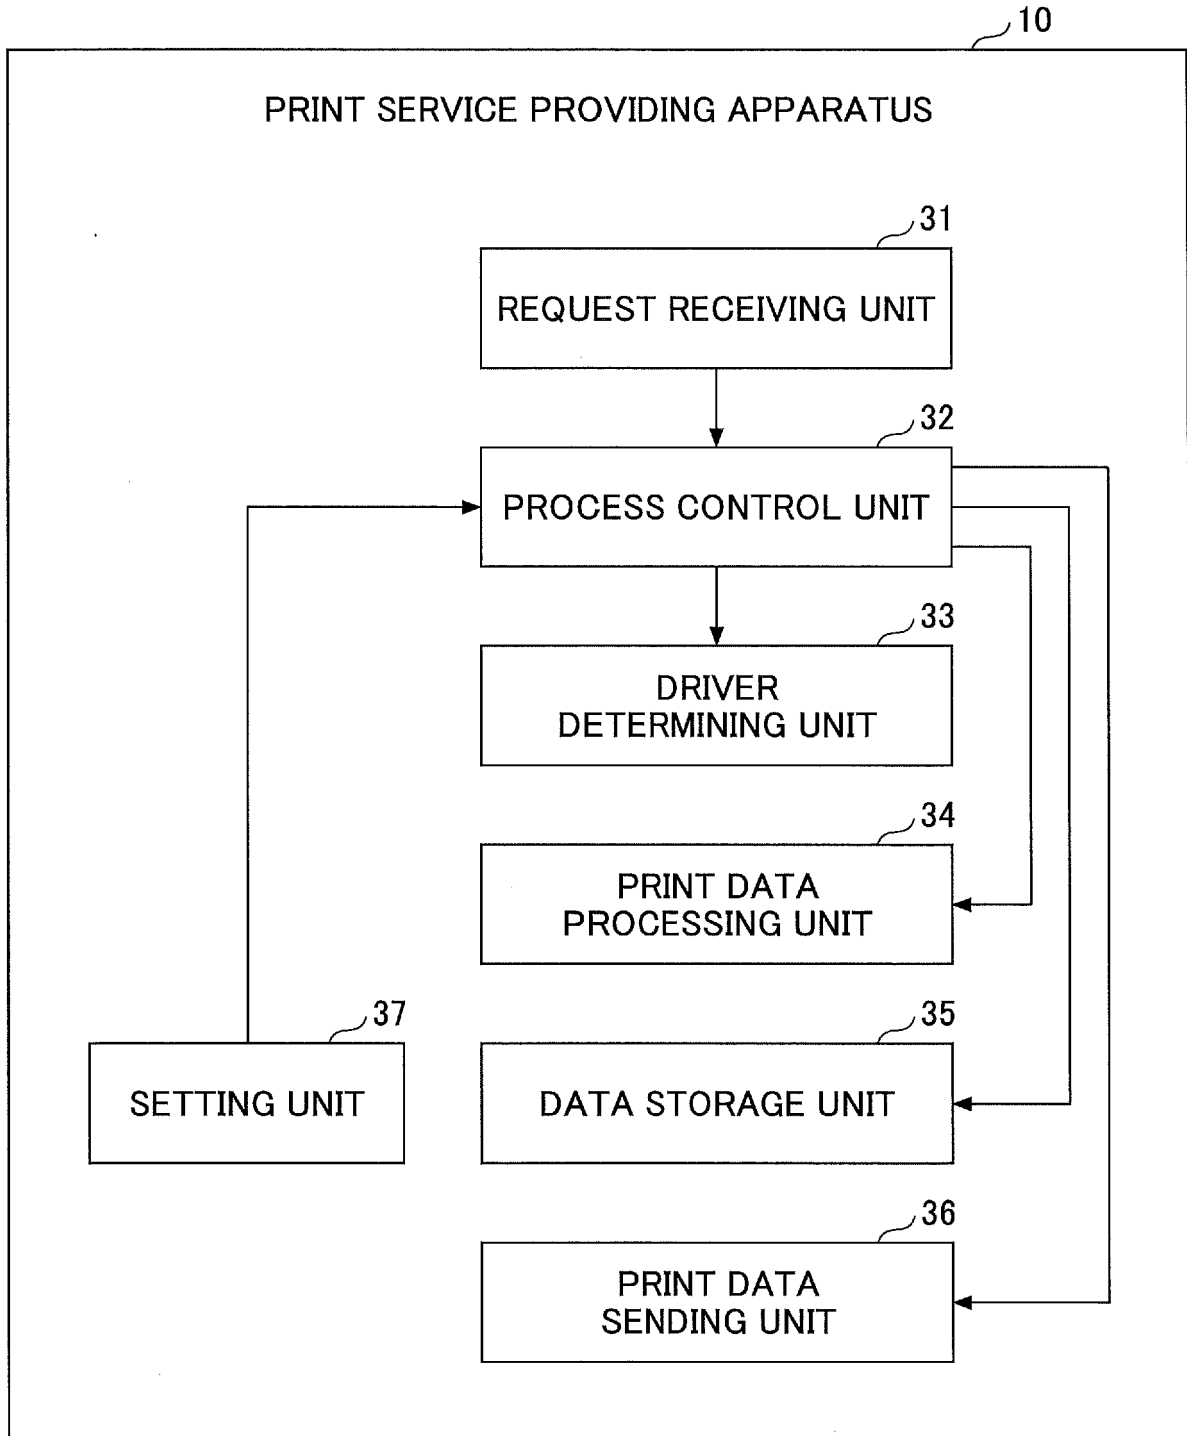 10
PRINT SERVICE PROVIDING APPARATUS
31
REQUEST RECEIVING UNIT
32
PROCESS CONTROL UNIT
33
DRIVER
DETERMINING UNIT
34
PRINT DATA
PROCESSING UNIT
37
SETTING UNIT
35
DATA STORAGE UNIT
36
PRINT DATA
SENDING UNIT